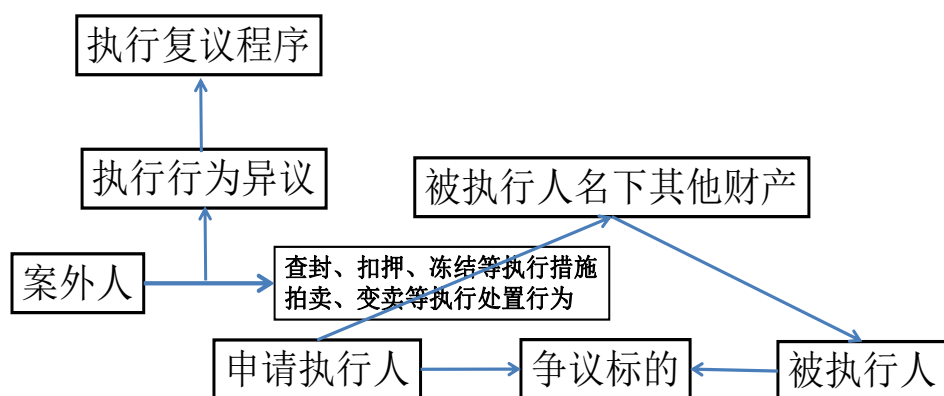 执行复议程序
执行行为异议
被执行人名下其他财产
案外人
查封、扣押、冻结等执行措施
拍卖、变卖等执行处置行为
申请执行人
争议标的
被执行人